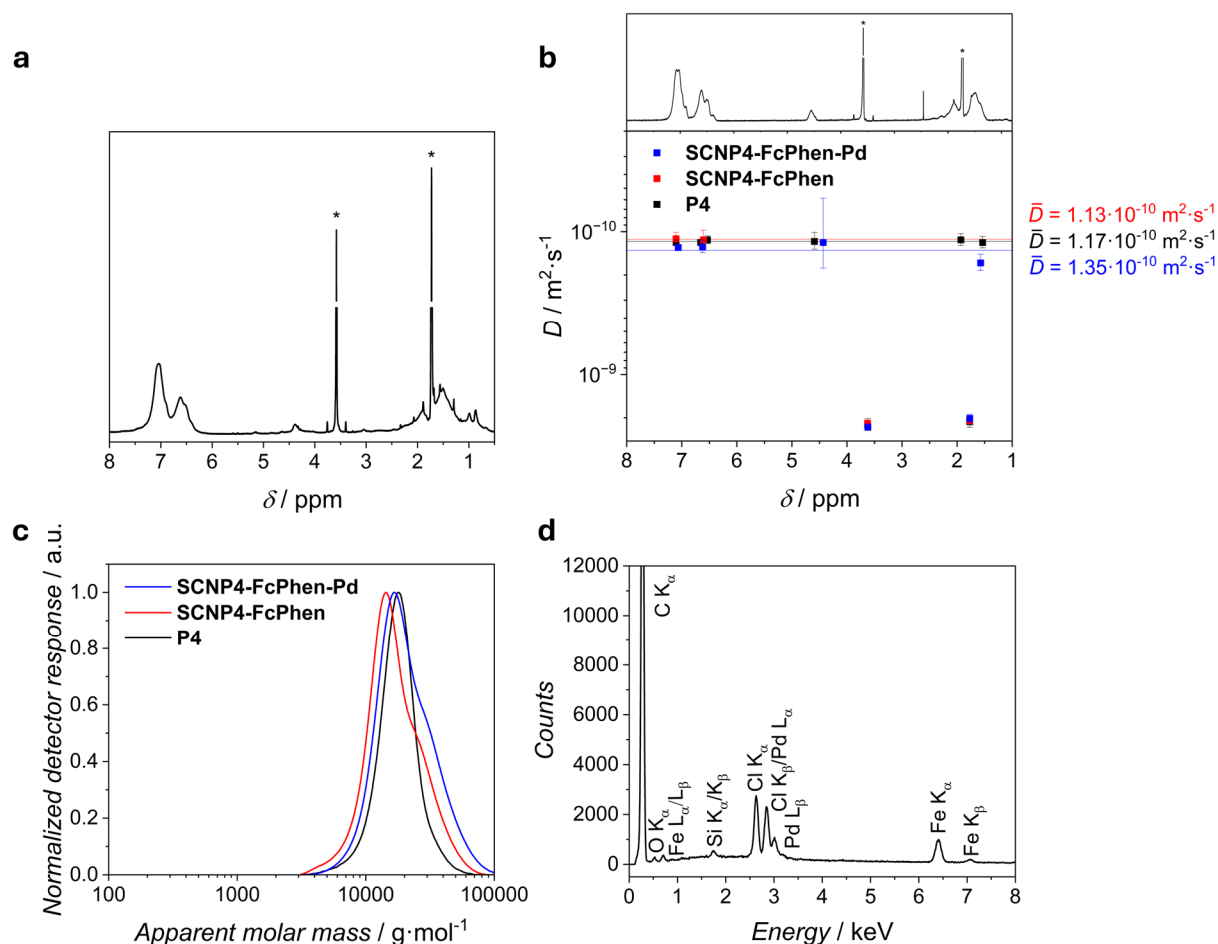 a
*
*
8 7 6 5 4 3 2 1
δ / ppm
b
*
*
SCNP4-FcPhen-Pd
SCNP4-FcPhen
P4
10⁻¹⁰
10⁻⁹
D / m²·s⁻¹
D̅ = 1.13·10⁻¹⁰ m²·s⁻¹
D̅ = 1.17·10⁻¹⁰ m²·s⁻¹
D̅ = 1.35·10⁻¹⁰ m²·s⁻¹
8 7 6 5 4 3 2 1
δ / ppm
c
Normalized detector response / a.u.
SCNP4-FcPhen-Pd
SCNP4-FcPhen
P4
1.0
0.8
0.6
0.4
0.2
0.0
100 10000 100000
Apparent molar mass / g·mol⁻¹
d
Counts
12000
10000
8000
6000
4000
2000
0
C Kα
O Kα
Fe Lα/Lβ
Si Kα/Kβ
Cl Kα
Cl Kβ/Pd Lα
Pd Lβ
Fe Kα
Fe Kβ
0 1 2 3 4 5 6 7 8
Energy / keV